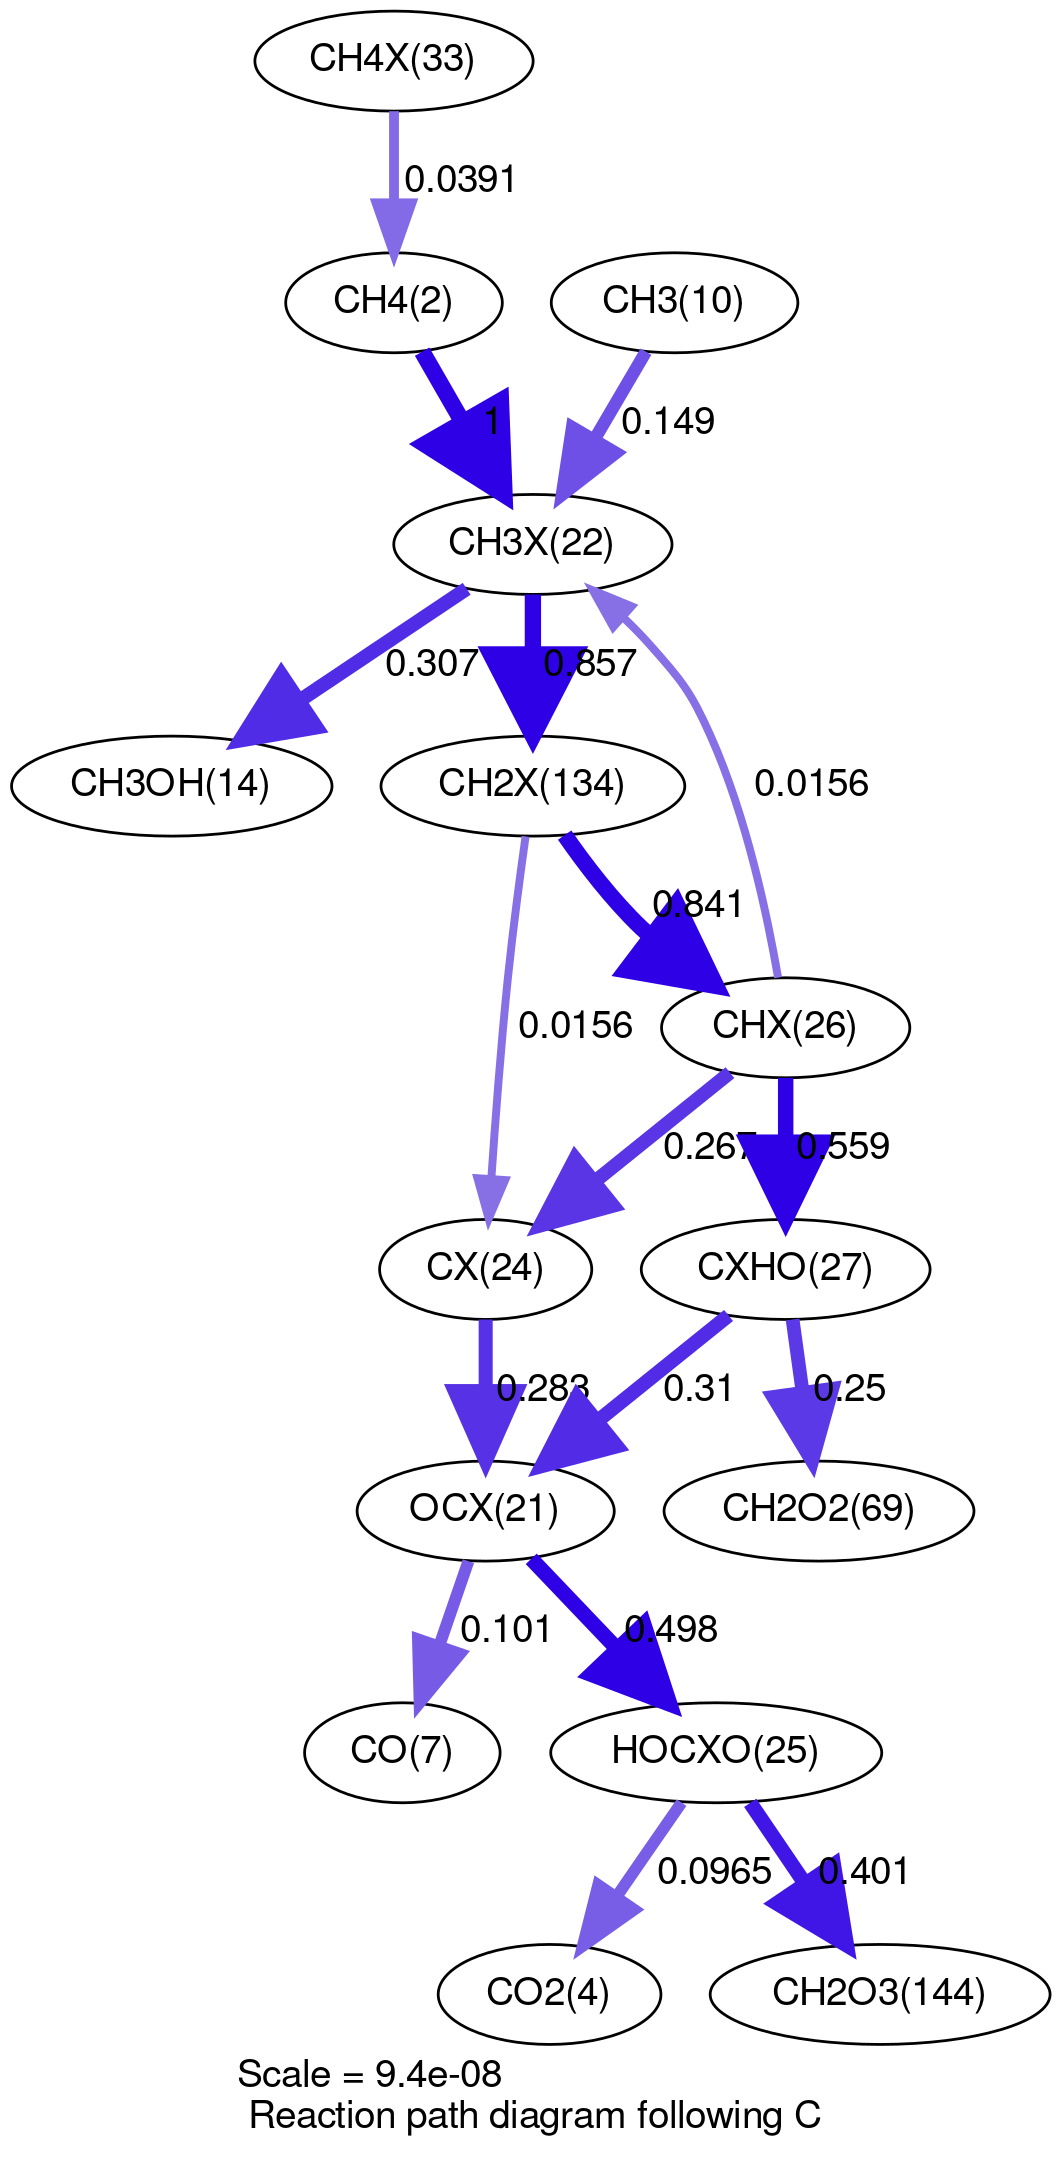 CH4X(33)
0.0391
CH4(2)
CH3(10)
1
0.149
CH3X(22)
0.307
0.857
CH3OH(14)
CH2X(134)
0.0156
0.841
0.0156
CHX(26)
0.267
0.559
CX(24)
CXHO(27)
0.283
0.31
0.25
OCX(21)
CH2O2(69)
0.101
0.498
CO(7)
HOCXO(25)
0.0965
0.401
CO2(4)
CH2O3(144)
Scale = 9.4e-08
Reaction path diagram following C